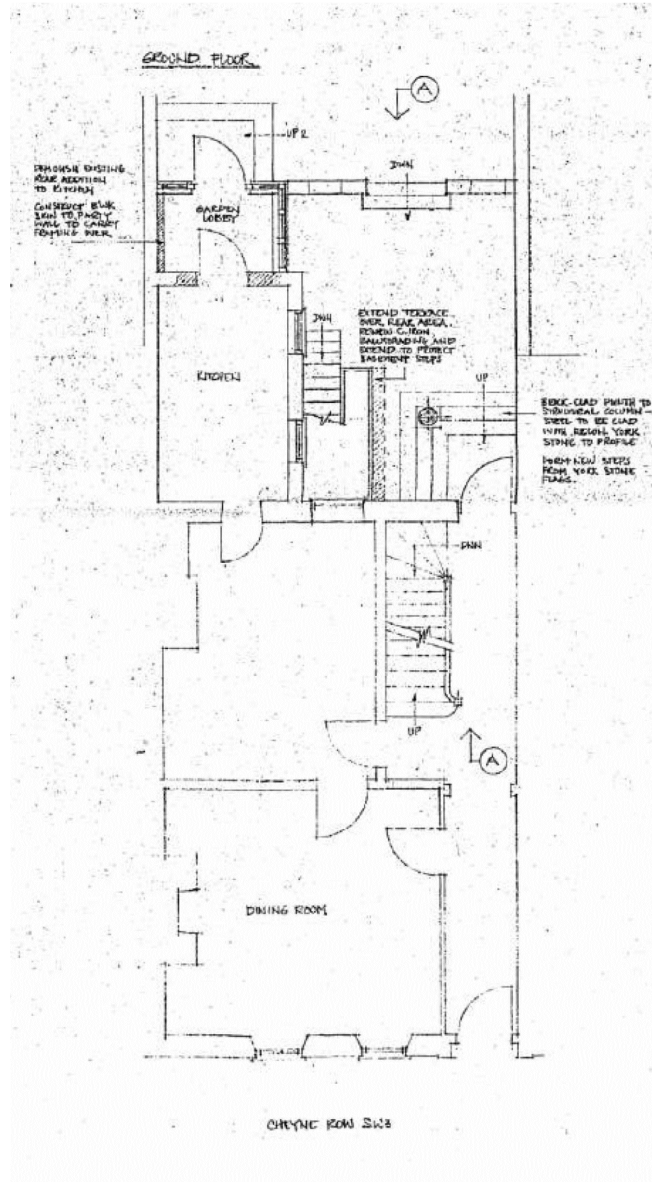 GROUND FLOOR
A
UP 2
DWN
DEMOLISH EXISTING
REAR ADDITION
TO KITCHEN
CONSTRUCT BWK
SKIN TO PARTY
WALL TO CARRY
FRAMING OVER
GARDEN
LOBBY
DWN
EXTEND TERRACE
OVER REAR AREA.
RENEW C.IRON
BALUSTRADING AND
EXTEND TO PROTECT
BASEMENT STEPS
KITCHEN
UP
BRICK-CLAD PLINTH TO
STRUCTURAL COLUMN -
STEEL TO BE CLAD
WITH RECON. YORK
STONE TO PROFILE
FORM NEW STEPS
FROM YORK STONE
FLAGS.
DWN
UP
A
DINING ROOM
CHEYNE ROW SW3